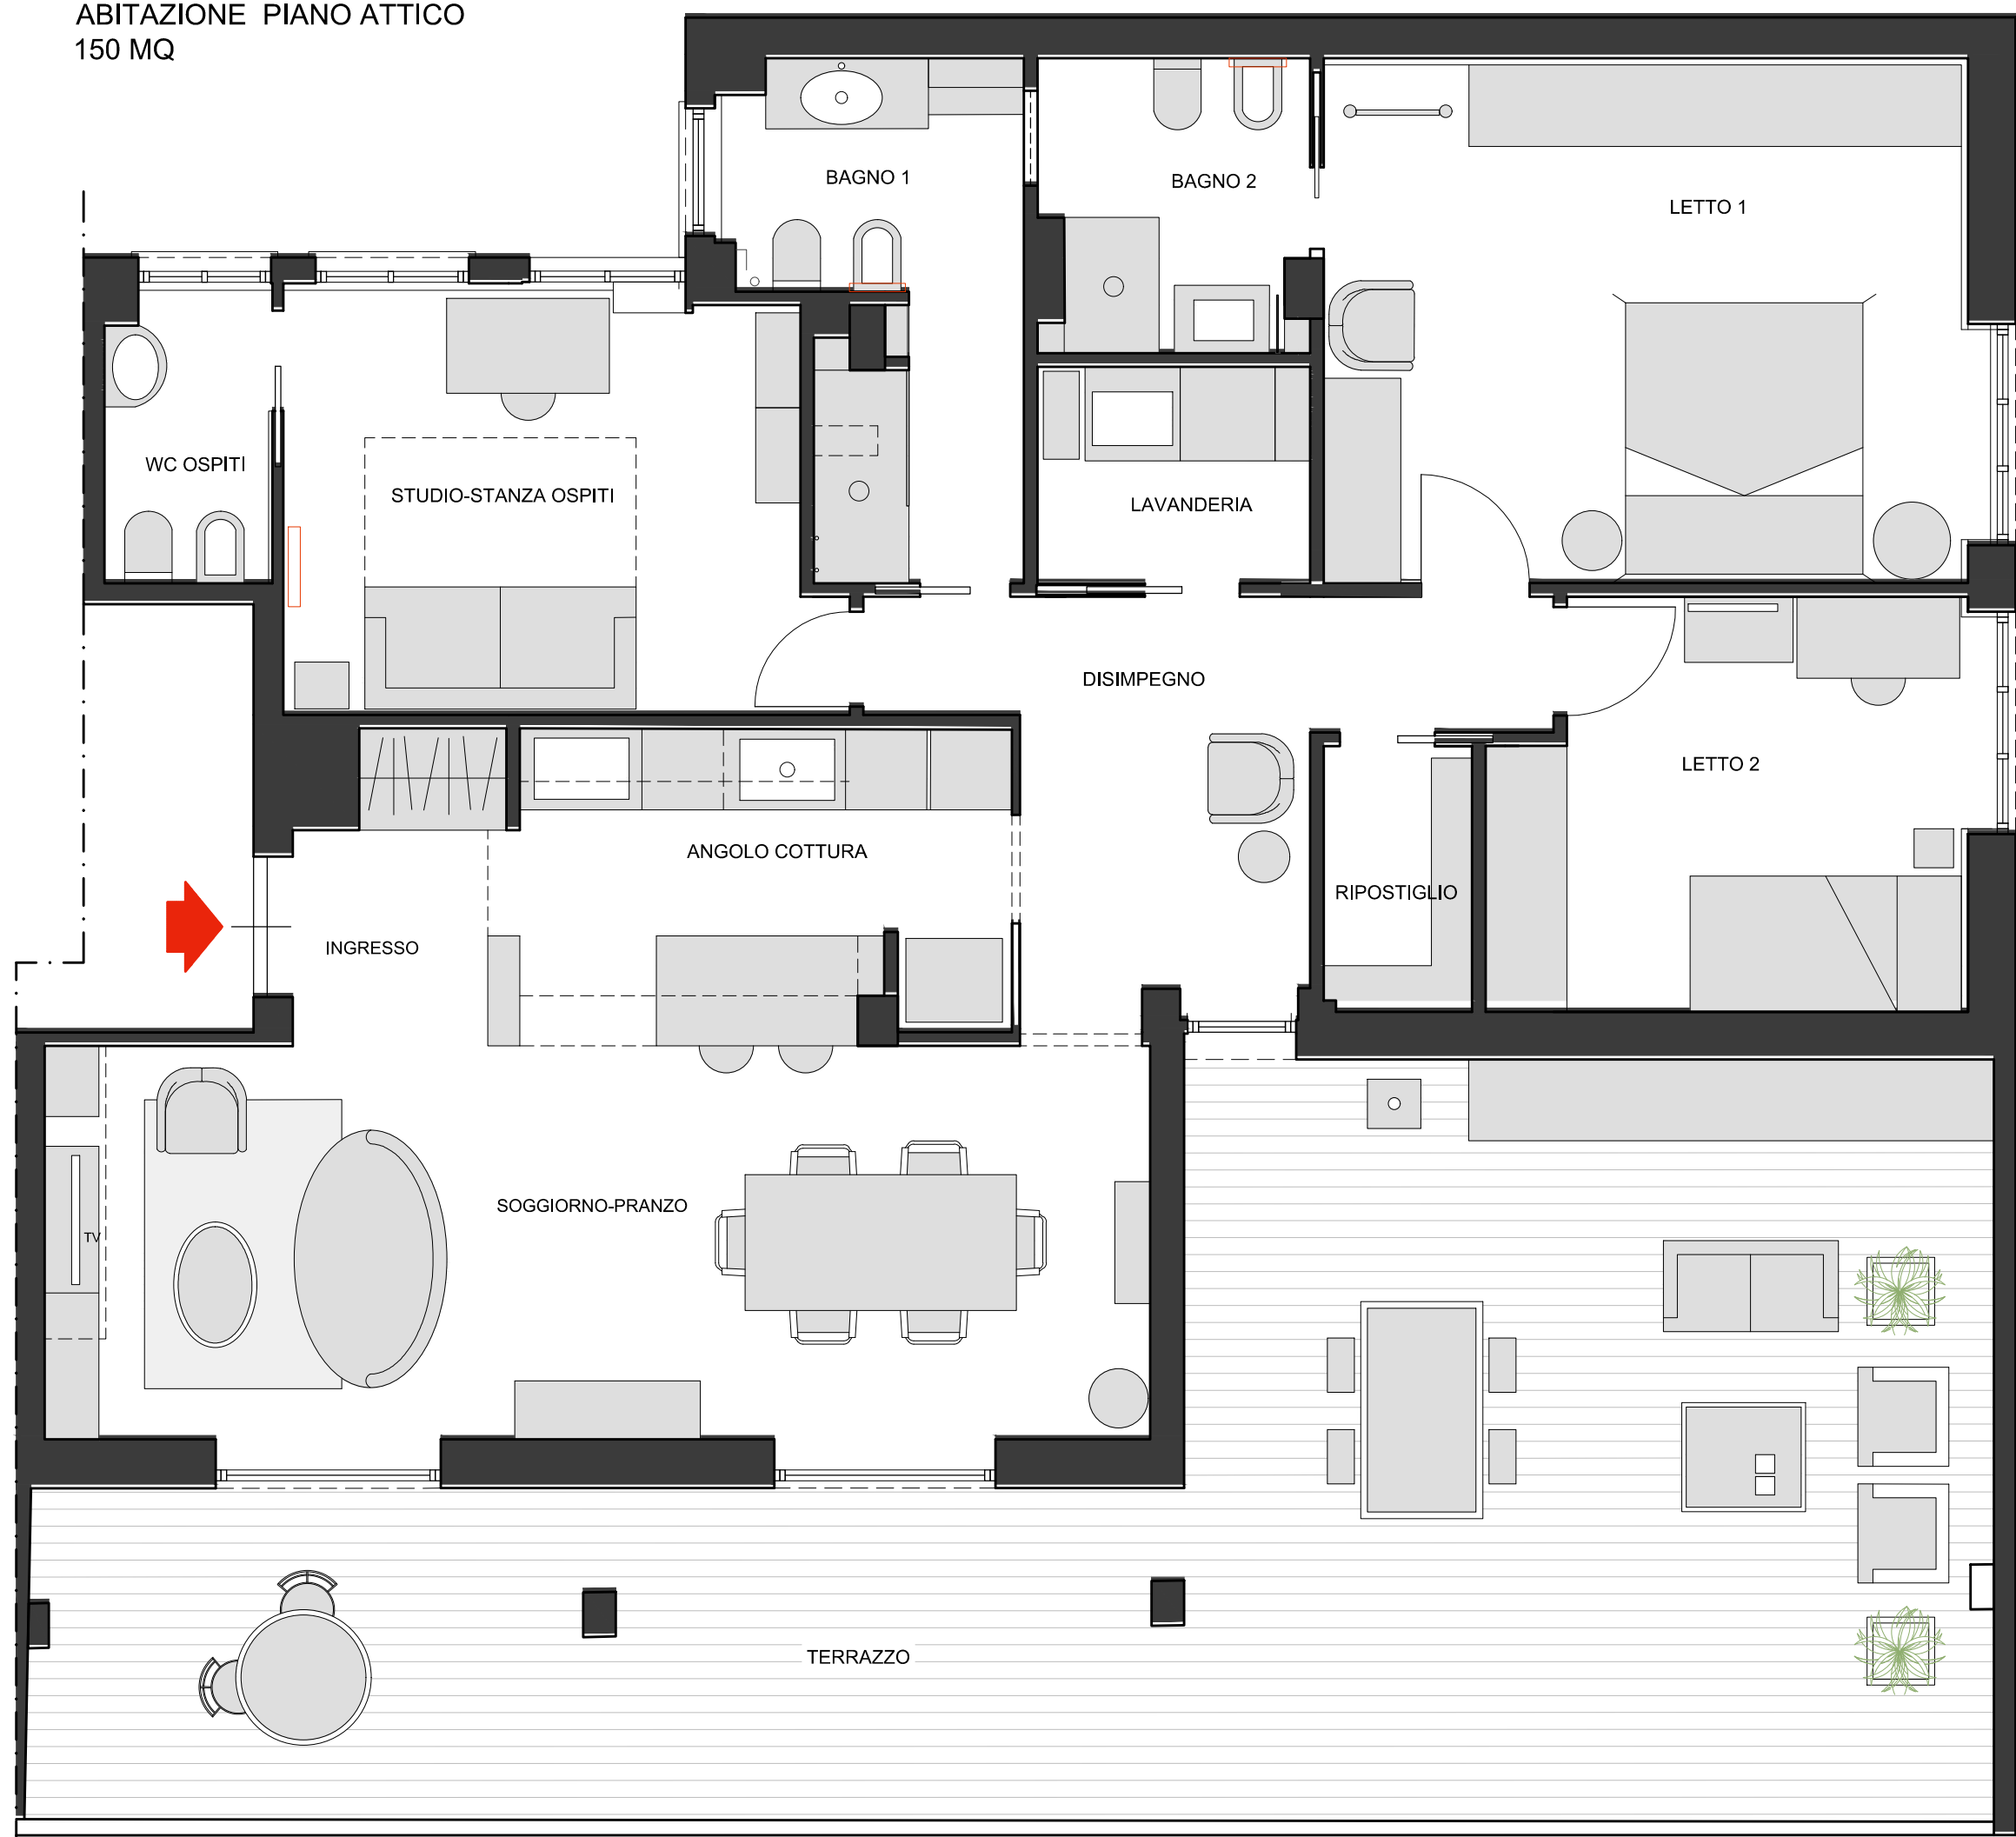 ABITAZIONE PIANO ATTICO
150 MQ
BAGNO 1
BAGNO 2
LETTO 1
WC OSPITI
STUDIO-STANZA OSPITI
LAVANDERIA
DISIMPEGNO
LETTO 2
ANGOLO COTTURA
RIPOSTIGLIO
INGRESSO
SOGGIORNO-PRANZO
TV
TERRAZZO